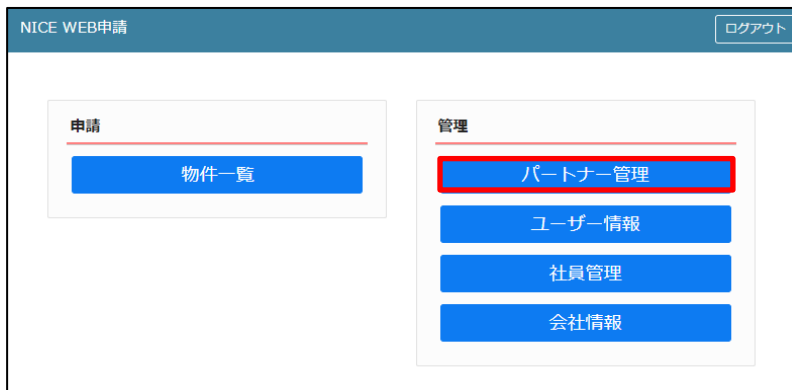 NICE WEB申請
ログアウト
申請
物件一覧
管理
パートナー管理
ユーザー情報
社員管理
会社情報